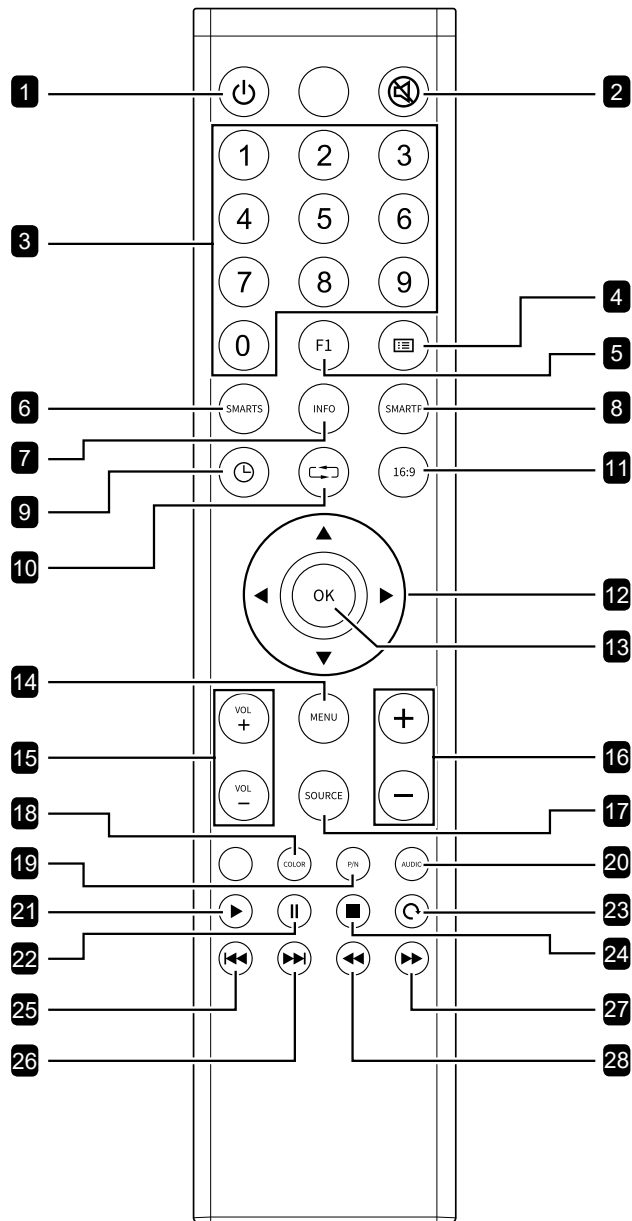 1 2
1 2 3
3 4 5 6
7 8 9
4
0 F1
5
6 SMARTS INFO SMARTP 8
7
16:9 11
9
10
OK 12
13
14 MENU
VOL
+ +
15 16
VOL SOURCE
− −
17
18
COLOR P/N AUDIO
19 20
21 23
22 24
25 27
26 28